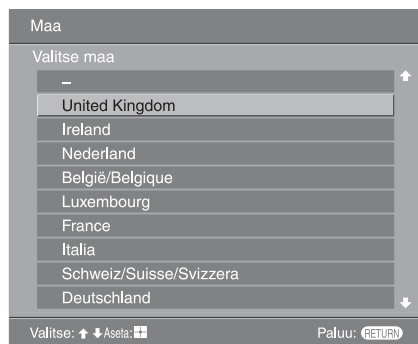 Maa
Valitse maa
–
United Kingdom
Ireland
Nederland
België/Belgique
Luxembourg
France
Italia
Schweiz/Suisse/Svizzera
Deutschland
Valitse: Aseta: Paluu: RETURN